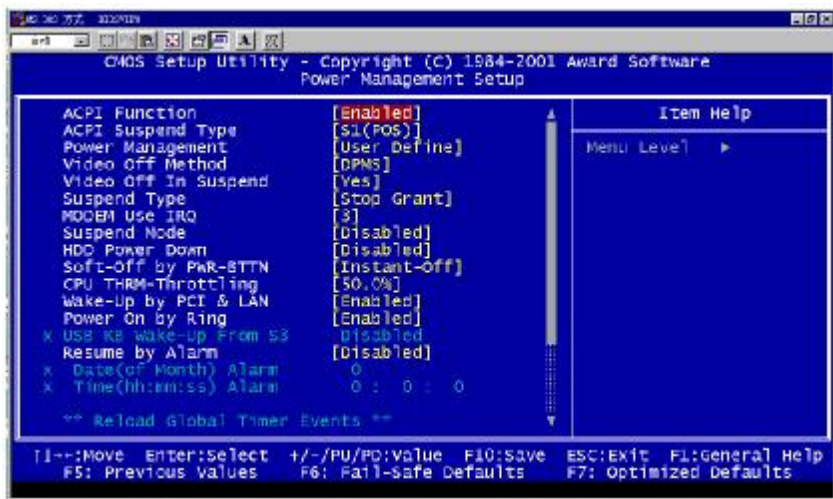 方式
CMOS Setup Utility - Copyright (C) 1984-2001 Award Software
Power Management Setup
ACPI Function [Enabled]
ACPI Suspend Type [S1(POS)]
Power Management [User Define]
Video Off Method [DPMS]
Video Off In Suspend [Yes]
Suspend Type [Stop Grant]
MODEM Use IRQ [3]
Suspend Mode [Disabled]
HDD Power Down [Disabled]
Soft-Off by PWR-BTTN [Instant-Off]
CPU THRM-Throttling [50.0%]
Wake-Up by PCI & LAN [Enabled]
Power On by Ring [Enabled]
x USB KB Wake-Up From S3 Disabled
Resume by Alarm [Disabled]
x Date(of Month) Alarm 0
x Time(hh:mm:ss) Alarm 0 : 0 : 0
** Reload Global Timer Events **
Item Help
Menu Level ▶
:Move Enter:Select +/-/PU/PD:Value F10:Save ESC:Exit F1:General Help
F5: Previous Values F6: Fail-Safe Defaults F7: Optimized Defaults